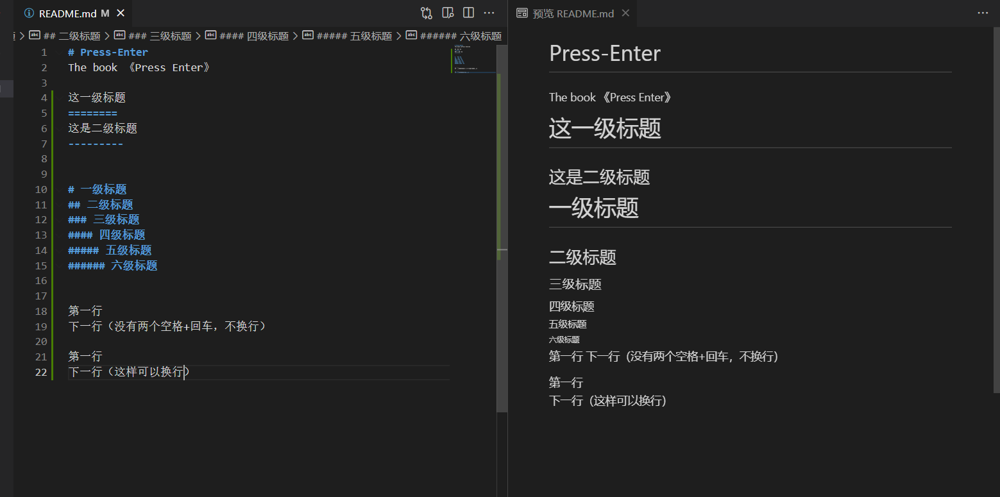 README.md M
预览 README.md
## 二级标题 ### 三级标题 #### 四级标题 ##### 五级标题 ###### 六级标题
1 # Press-Enter
2 The book 《Press Enter》
3
4 这一级标题
5 ========
6 这是二级标题
7 ---------
8
9
10 # 一级标题
11 ## 二级标题
12 ### 三级标题
13 #### 四级标题
14 ##### 五级标题
15 ###### 六级标题
16
17
18 第一行
19 下一行（没有两个空格+回车，不换行）
20
21 第一行
22 下一行（这样可以换行）
Press-Enter
The book 《Press Enter》
这一级标题
这是二级标题
一级标题
二级标题
三级标题
四级标题
五级标题
六级标题
第一行 下一行（没有两个空格+回车，不换行）
第一行
下一行（这样可以换行）